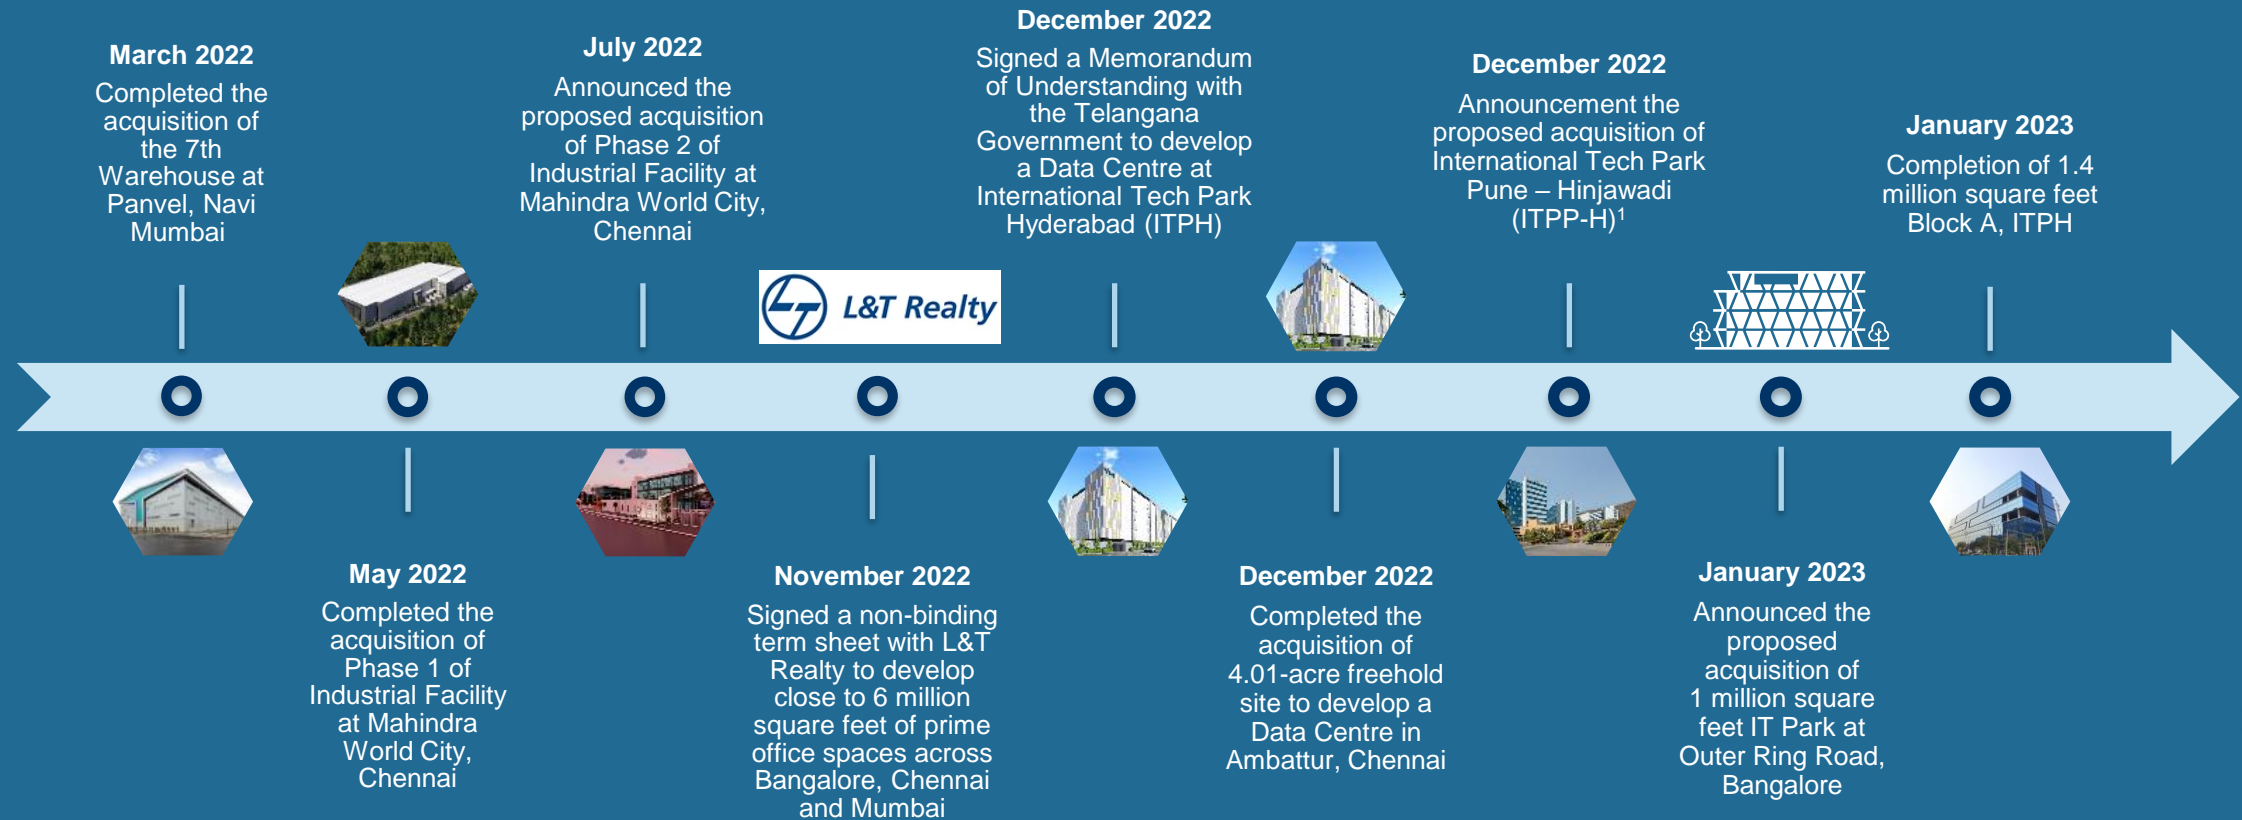 March 2022
Completed the
acquisition of
the 7th
Warehouse at
Panvel, Navi
Mumbai
May 2022
Completed the
acquisition of
Phase 1 of
Industrial Facility
at Mahindra
World City,
Chennai
July 2022
Announced the
proposed acquisition
of Phase 2 of
Industrial Facility at
Mahindra World City,
Chennai
L&T Realty
November 2022
Signed a non-binding
term sheet with L&T
Realty to develop
close to 6 million
square feet of prime
office spaces across
Bangalore, Chennai
and Mumbai
December 2022
Signed a Memorandum
of Understanding with
the Telangana
Government to develop
a Data Centre at
International Tech Park
Hyderabad (ITPH)
December 2022
Completed the
acquisition of
4.01-acre freehold
site to develop a
Data Centre in
Ambattur, Chennai
December 2022
Announcement the
proposed acquisition of
International Tech Park
Pune – Hinjawadi
(ITPP-H)¹
January 2023
Announced the
proposed
acquisition of
1 million square
feet IT Park at
Outer Ring Road,
Bangalore
January 2023
Completion of 1.4
million square feet
Block A, ITPH